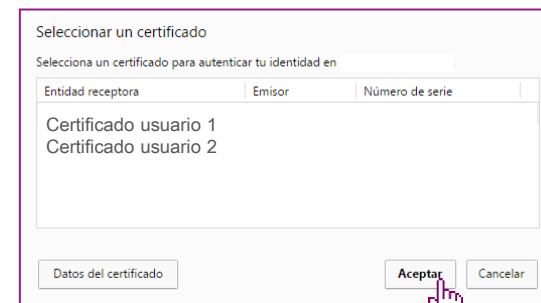 Seleccionar un certificado
Selecciona un certificado para autenticar tu identidad en
Entidad receptora Emisor Número de serie
Certificado usuario 1
Certificado usuario 2
Datos del certificado Aceptar Cancelar